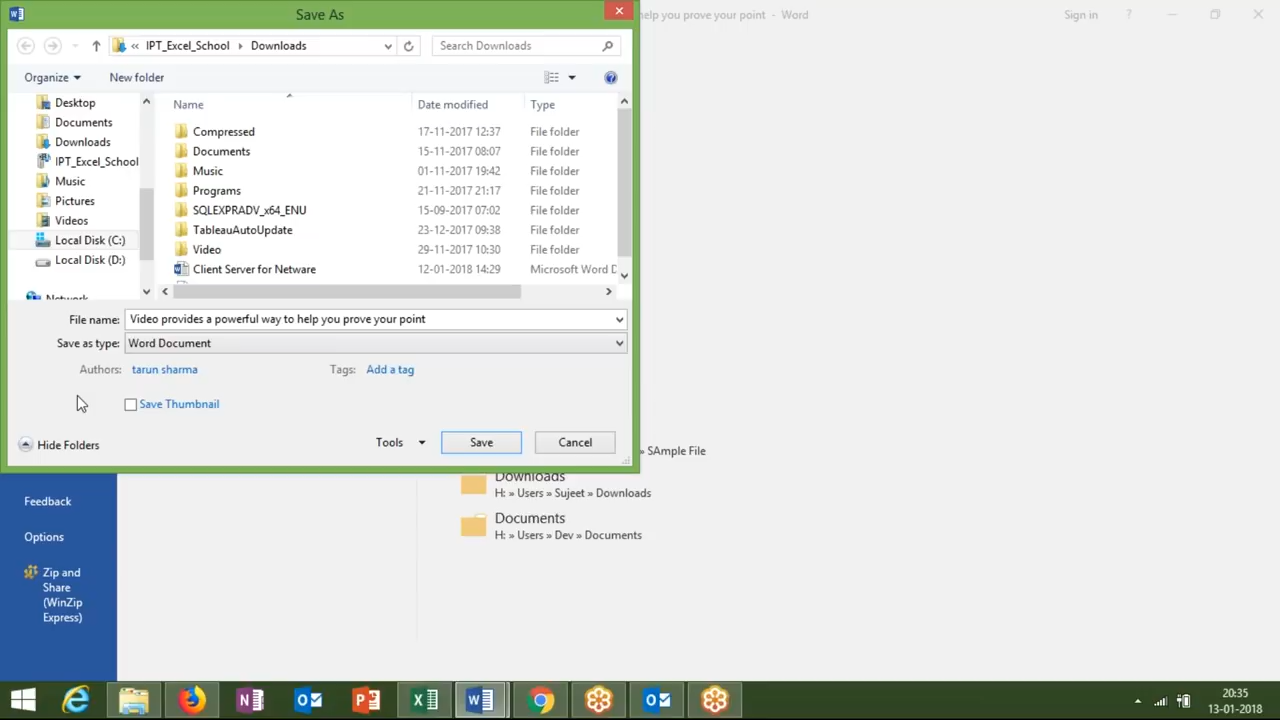 Save As
help you prove your point - Word
Sign in
?
« IPT_Excel_School Downloads
Search Downloads
Organize
New folder
Name
Date modified
Type
Desktop
Documents
Downloads
IPT_Excel_School
Music
Pictures
Videos
Local Disk (C:)
Local Disk (D:)
Network
Compressed 17-11-2017 12:37 File folder
Documents 15-11-2017 08:07 File folder
Music 01-11-2017 19:42 File folder
Programs 21-11-2017 21:17 File folder
SQLEXPRADV_x64_ENU 15-09-2017 07:02 File folder
TableauAutoUpdate 23-12-2017 09:38 File folder
Video 29-11-2017 10:30 File folder
Client Server for Netware 12-01-2018 14:29 Microsoft Word D
File name: Video provides a powerful way to help you prove your point
Save as type: Word Document
Authors: tarun sharma
Tags: Add a tag
Save Thumbnail
Hide Folders
Tools
Save
Cancel
» SAmple File
Downloads
H: » Users » Sujeet » Downloads
Documents
H: » Users » Dev » Documents
Feedback
Options
Zip and
Share
(WinZip
Express)
20:35
13-01-2018